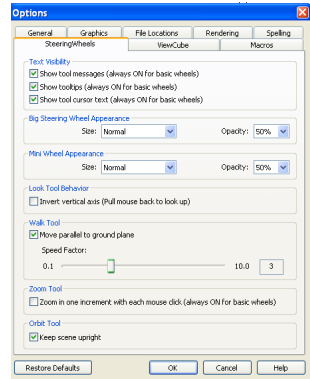 Options
General Graphics File Locations Rendering Spelling
SteeringWheels ViewCube Macros
Text Visibility
Show tool messages (always ON for basic wheels)
Show tooltips (always ON for basic wheels)
Show tool cursor text (always ON for basic wheels)
Big Steering Wheel Appearance
Size: Normal Opacity: 50%
Mini Wheel Appearance
Size: Normal Opacity: 50%
Look Tool Behavior
Invert vertical axis (Pull mouse back to look up)
Walk Tool
Move parallel to ground plane
Speed Factor:
0.1 10.0 3
Zoom Tool
Zoom in one increment with each mouse click (always ON for basic wheels)
Orbit Tool
Keep scene upright
Restore Defaults OK Cancel Help